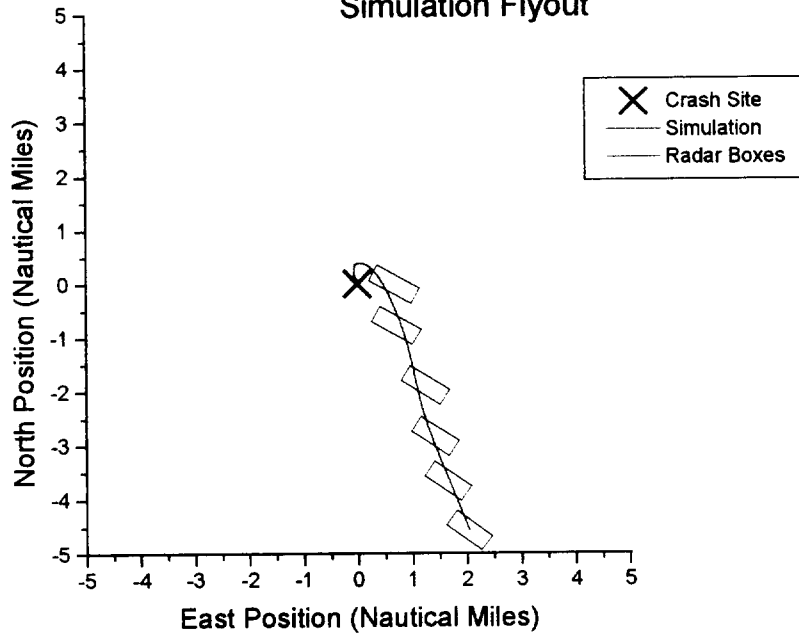 Simulation Flyout
5
4
3
2
1
0
-1
-2
-3
-4
-5
North Position (Nautical Miles)
Crash Site
Simulation
Radar Boxes
-5 -4 -3 -2 -1 0 1 2 3 4 5
East Position (Nautical Miles)